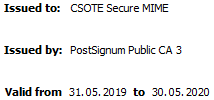 Issued to: CSOTE Secure MIME
Issued by: PostSignum Public CA 3
Valid from 31.05.2019 to 30.05.2020